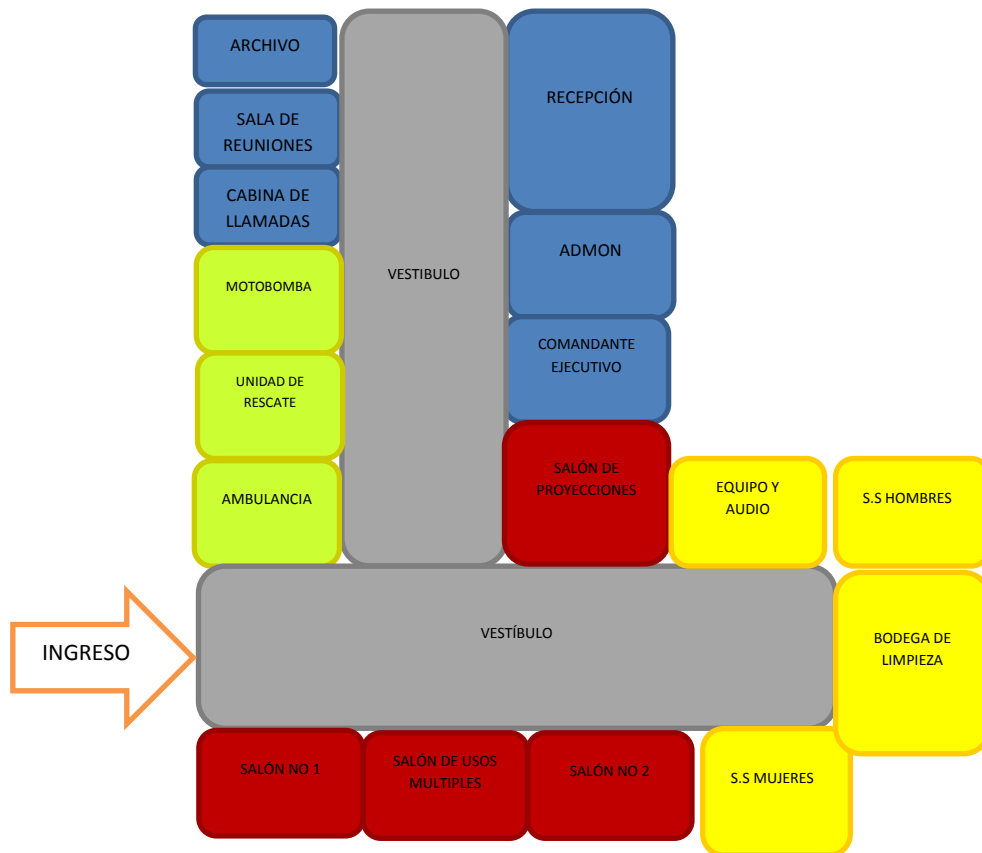 ARCHIVO
RECEPCIÓN
SALA DE
REUNIONES
CABINA DE
LLAMADAS
ADMON
VESTIBULO
MOTOBOMBA
COMANDANTE
EJECUTIVO
UNIDAD DE
RESCATE
SALÓN DE
PROYECCIONES
AMBULANCIA
EQUIPO Y
AUDIO
S.S HOMBRES
INGRESO
VESTÍBULO
BODEGA DE
LIMPIEZA
SALÓN NO 1
SALÓN DE USOS
MULTIPLES
SALÓN NO 2
S.S MUJERES